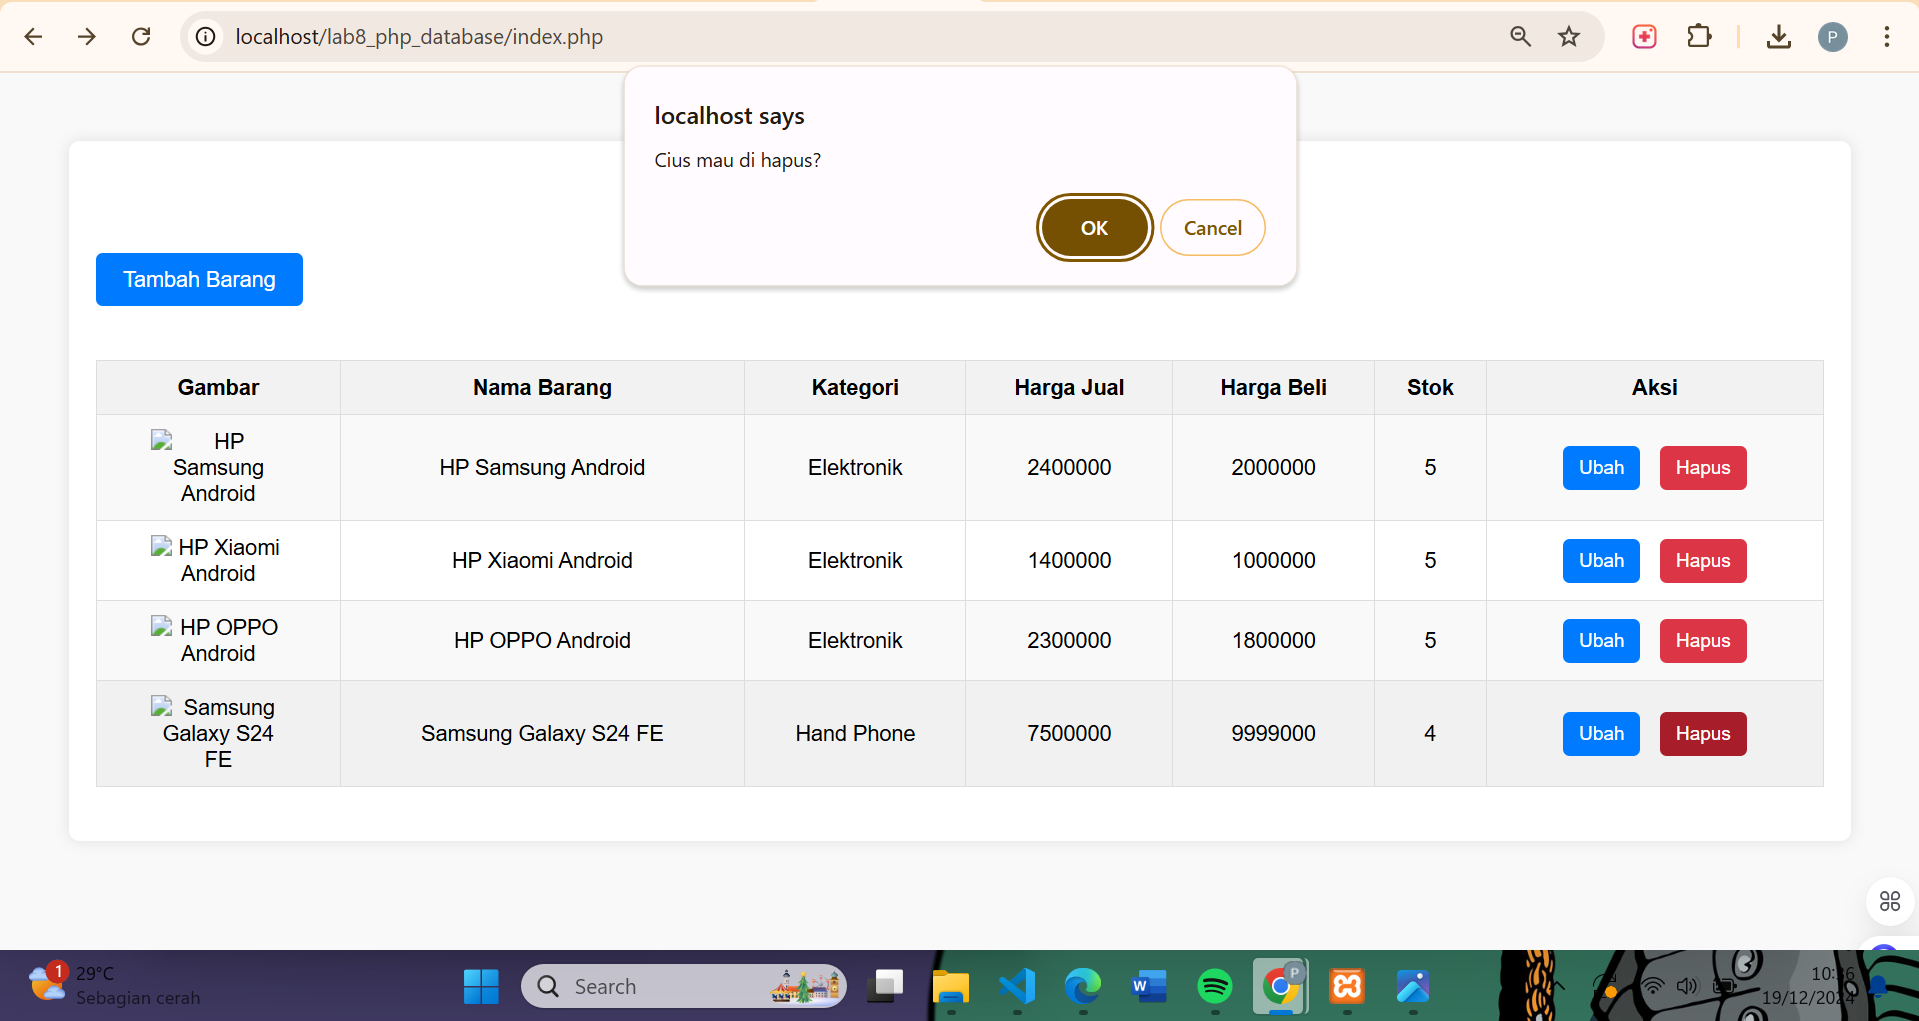 localhost/lab8_php_database/index.php
P
localhost says
Cius mau di hapus?
OK
Cancel
Tambah Barang
Gambar Nama Barang Kategori Harga Jual Harga Beli Stok Aksi
HP
Samsung
Android
HP Samsung Android Elektronik 2400000 2000000 5 Ubah Hapus
HP Xiaomi
Android
HP Xiaomi Android Elektronik 1400000 1000000 5 Ubah Hapus
HP OPPO
Android
HP OPPO Android Elektronik 2300000 1800000 5 Ubah Hapus
Samsung
Galaxy S24
FE
Samsung Galaxy S24 FE Hand Phone 7500000 9999000 4 Ubah Hapus
1
29°C
Sebagian cerah
Search
W
P
10:36
19/12/2024